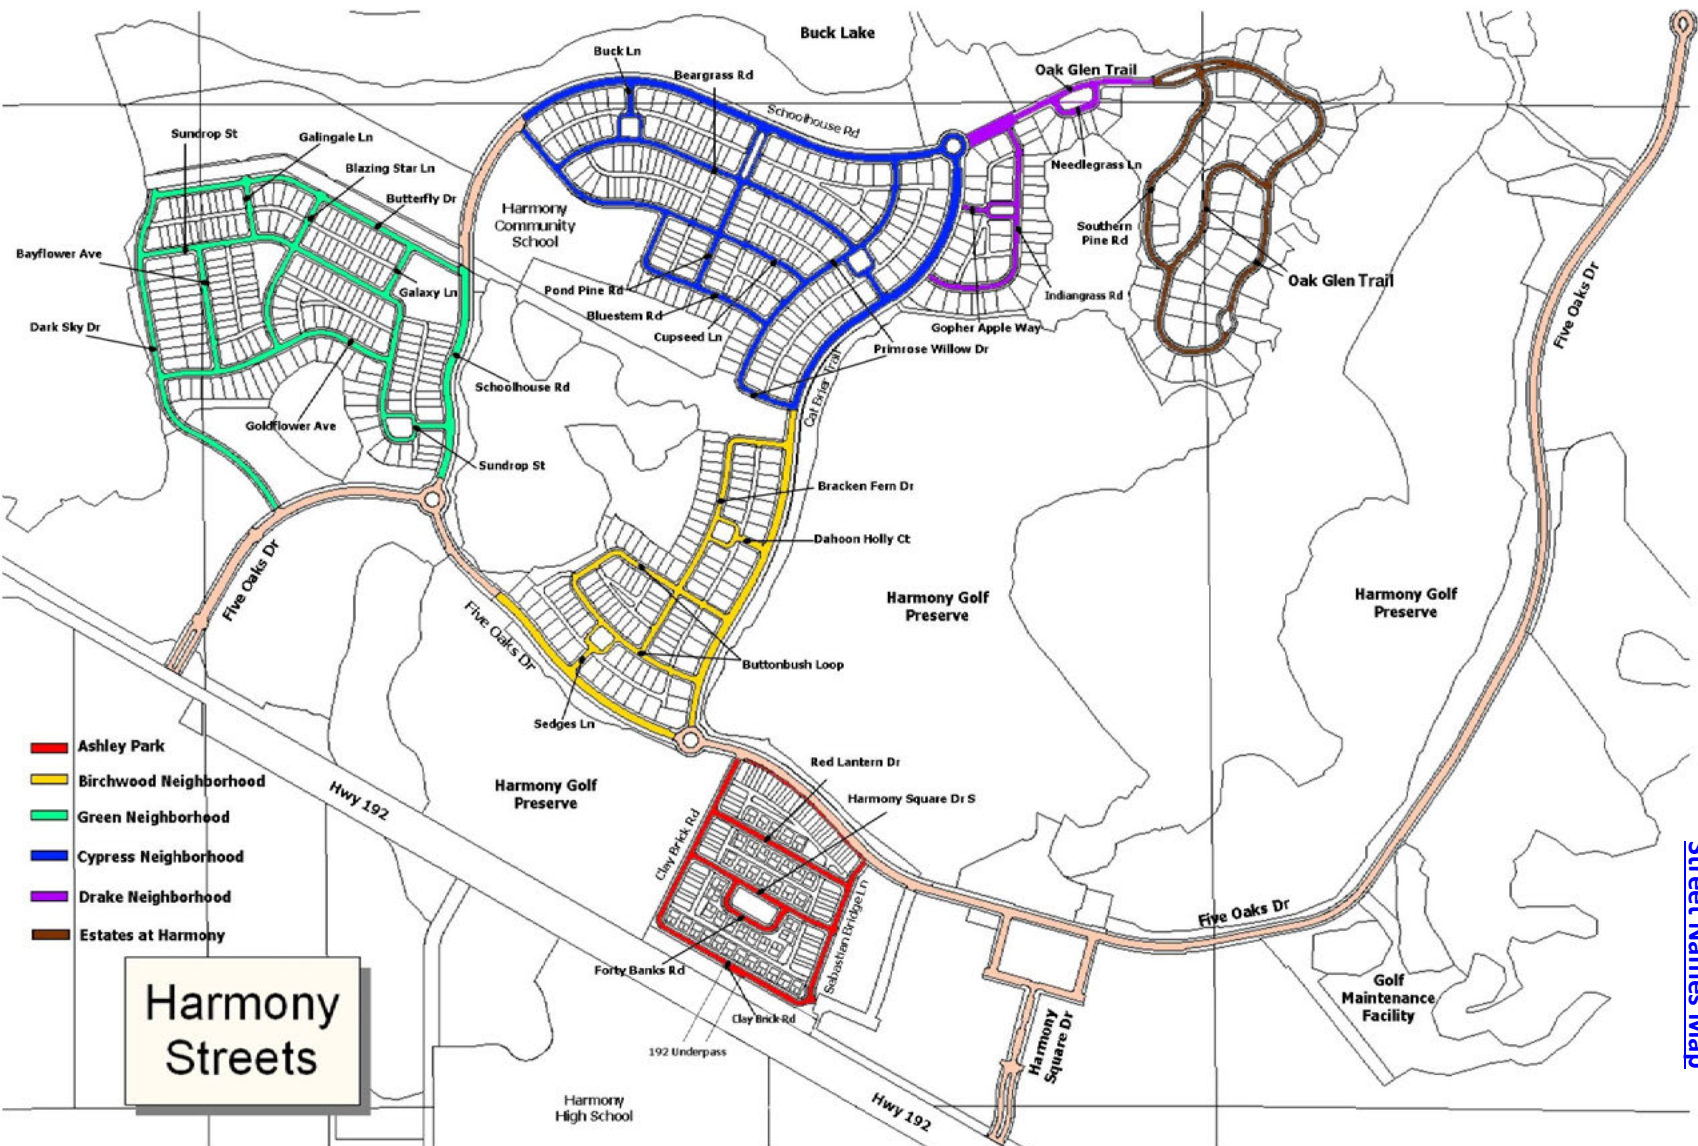 Buck Lake
Buck Ln
Beargrass Rd
Oak Glen Trail
Schoolhouse Rd
Sundrop St
Galingale Ln
Blazing Star Ln
Butterfly Dr
Needlegrass Ln
Harmony
Community
School
Southern
Pine Rd
Bayflower Ave
Oak Glen Trail
Galaxy Ln
Pond Pine Rd
Indiangrass Rd
Five Oaks Dr
Bluestem Rd
Dark Sky Dr
Gopher Apple Way
Cupseed Ln
Primrose Willow Dr
Schoolhouse Rd
Cat Brier Trail
Goldflower Ave
Sundrop St
Bracken Fern Dr
Dahoon Holly Ct
Five Oaks Dr
Five Oaks Dr
Harmony Golf
Preserve
Harmony Golf
Preserve
Buttonbush Loop
Sedges Ln
Ashley Park
Birchwood Neighborhood
Green Neighborhood
Cypress Neighborhood
Drake Neighborhood
Estates at Harmony
Hwy 192
Harmony Golf
Preserve
Red Lantern Dr
Harmony Square Dr S
Clay Brick Rd
Sebastian Bridge Ln
Five Oaks Dr
Forty Banks Rd
Clay Brick Rd
192 Underpass
Golf
Maintenance
Facility
Harmony
Square Dr
Harmony
Streets
Harmony
High School
Hwy 192
Street Names Map